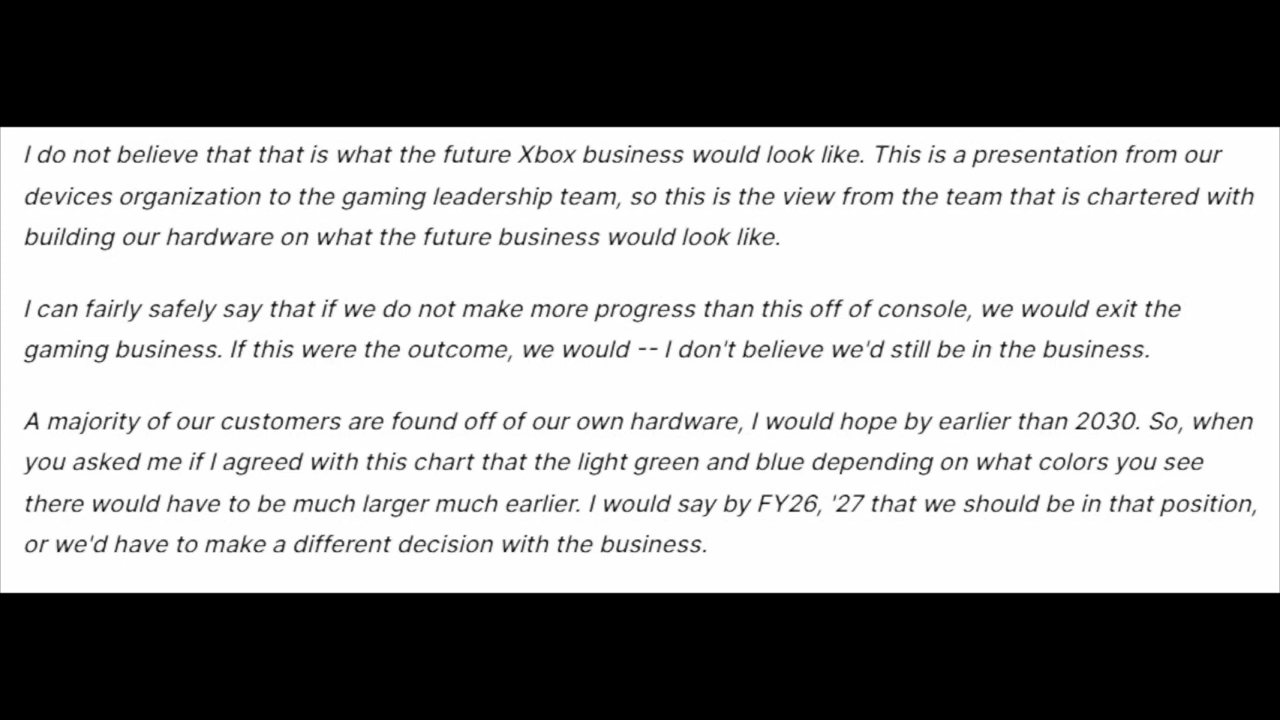 I do not believe that that is what the future Xbox business would look like. This is a presentation from our
devices organization to the gaming leadership team, so this is the view from the team that is chartered with
building our hardware on what the future business would look like.
I can fairly safely say that if we do not make more progress than this off of console, we would exit the
gaming business. If this were the outcome, we would -- I don't believe we'd still be in the business.
A majority of our customers are found off of our own hardware, I would hope by earlier than 2030. So, when
you asked me if I agreed with this chart that the light green and blue depending on what colors you see
there would have to be much larger much earlier. I would say by FY26, '27 that we should be in that position,
or we'd have to make a different decision with the business.